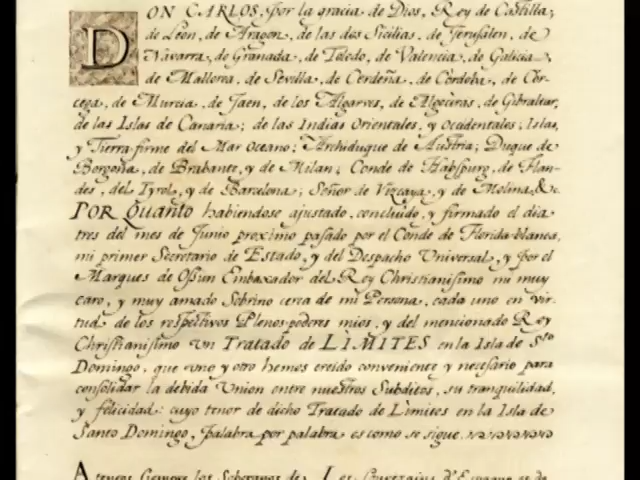 DON CARLOS, por la gracia de Dios, Rey de Castilla,
de Leon, de Aragon, de las dos Sicilias, de Jerusalen, de
Navarra, de Granada, de Toledo, de Valencia, de Galicia,
de Mallorca, de Sevilla, de Cerdeña, de Cordoba, de Cor-
cega, de Murcia, de Jaen, de los Algarves, de Algeciras, de Gibraltar,
de las Islas de Canaria; de las Indias Orientales, y Occidentales; Islas,
y Tierra-firme del Mar Oceano; Archiduque de Austria; Duque de
Borgoña, de Brabante, y de Milan; Conde de Habspurg, de Flan-
des, del Tyrol, y de Barcelona; Señor de Vizcaya, y de Molina; &.
POR Quanto habiendose ajustado, concluido, y firmado el dia
tres del mes de Junio proximo pasado por el Conde de Florida-blanca,
mi primer Secretario de Estado, y del Despacho Universal, y por el
Marques de Ossun Embaxador del Rey Christianisimo mi muy
caro, y muy amado Sobrino cerca de mi Persona, cada uno en vir-
tud de los respectivos Plenos-poderes mios, y del mencionado Rey
Christianisimo un Tratado de LIMITES en la Isla de Sto
Domingo, que uno y otro hemos creido conveniente y necesario para
consolidar la debida Union entre nuestros Subditos, su tranquilidad,
y felicidad: cuyo tenor de dicho Tratado de Limites en la Isla de
Santo Domingo, palabra por palabra es como se sigue.